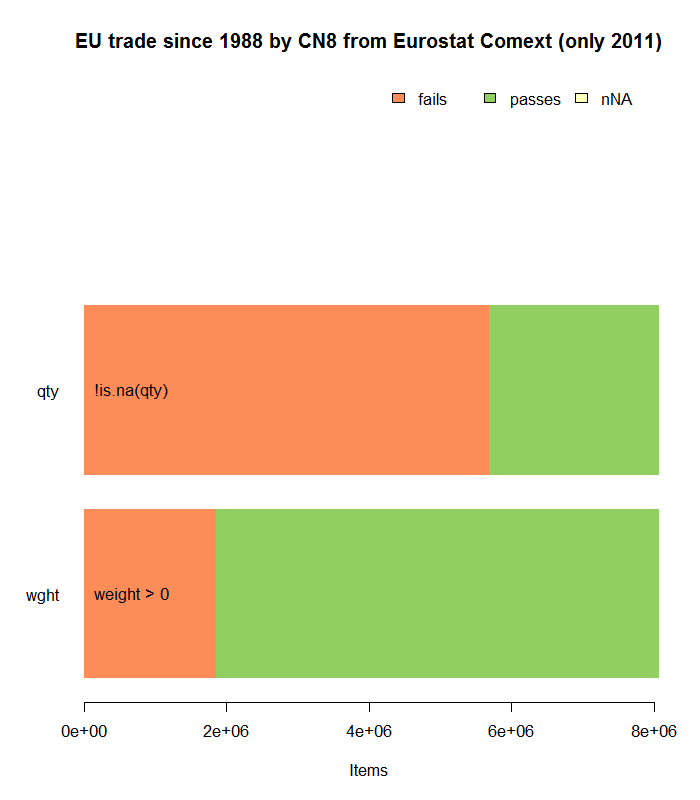 EU trade since 1988 by CN8 from Eurostat Comext (only 2011)
fails passes nNA
qty !is.na(qty)
wght weight > 0
0e+00 2e+06 4e+06 6e+06 8e+06
Items